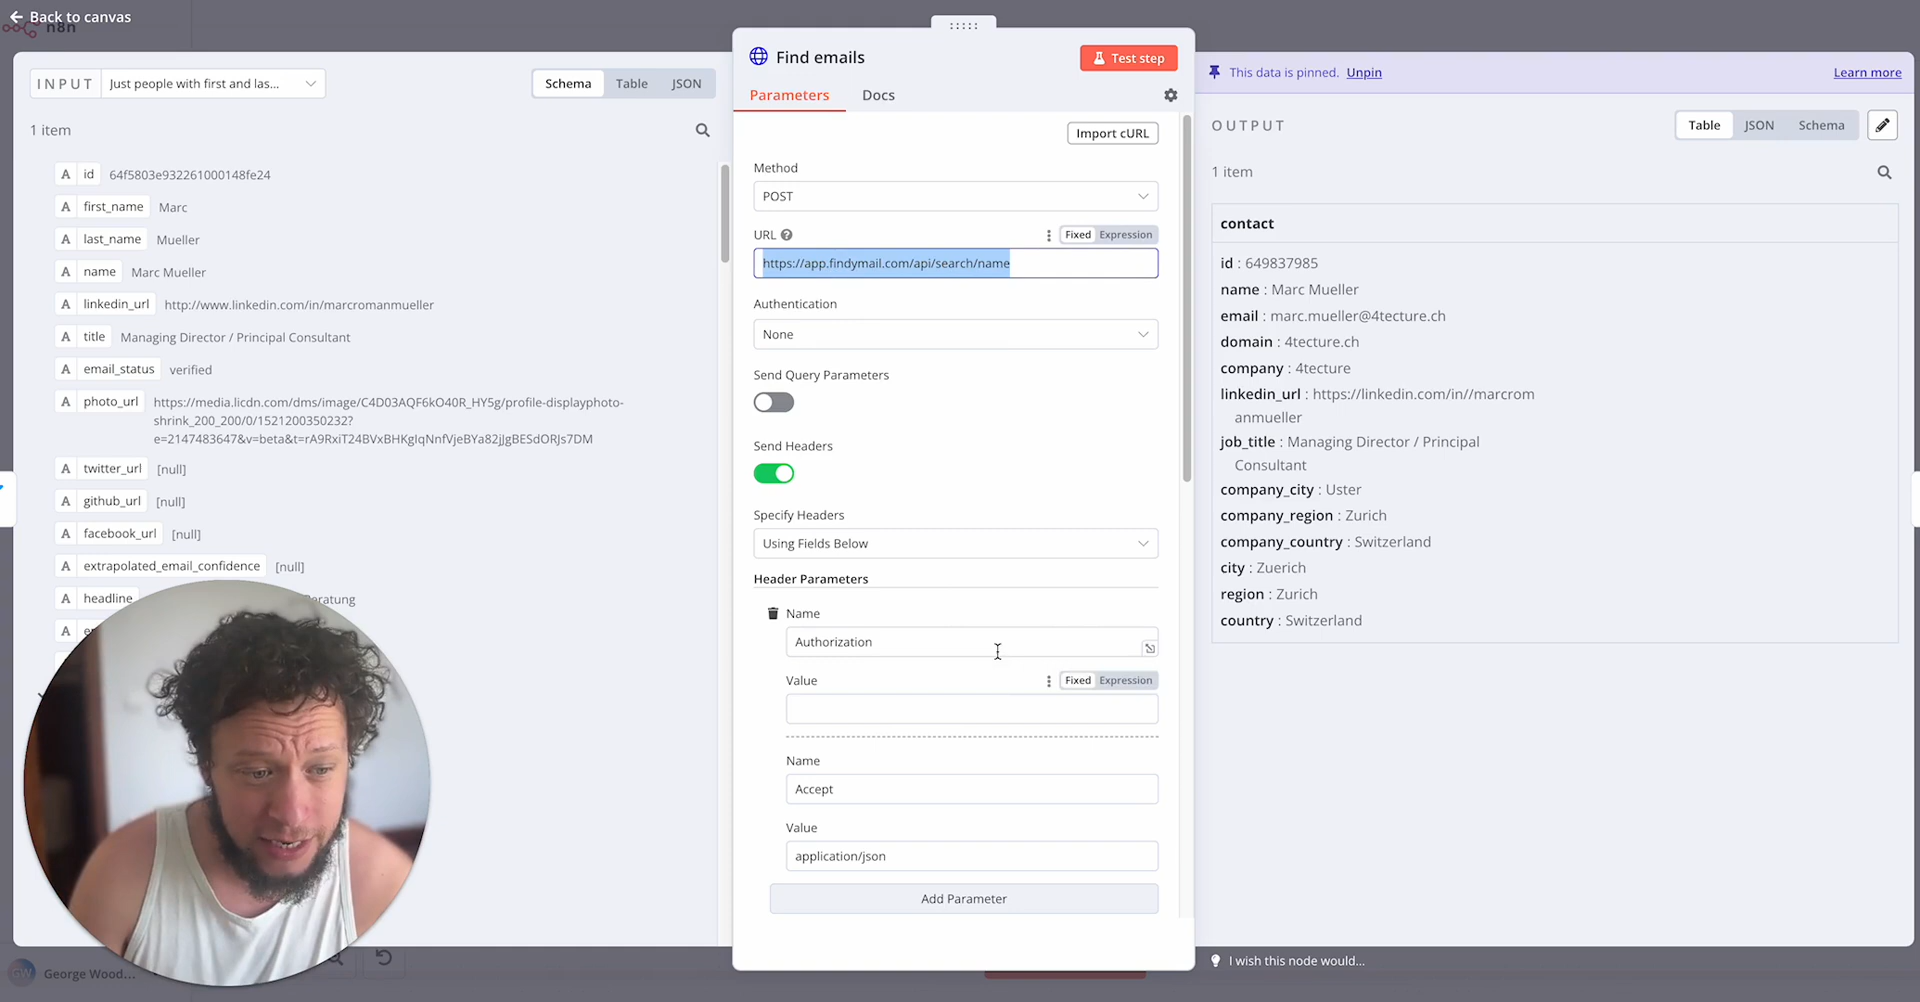 Back to canvas
n8n
INPUT
Just people with first and las...
Schema
Table
JSON
1 item
A id 64f5803e932261000148fe24
A first_name Marc
A last_name Mueller
A name Marc Mueller
A linkedin_url http://www.linkedin.com/in/marcromanmueller
A title Managing Director / Principal Consultant
A email_status verified
A photo_url https://media.licdn.com/dms/image/C4D03AQF6kO40R_HY5g/profile-displayphoto-
shrink_200_200/0/1521200350232?
e=2147483647&v=beta&t=rA9RxiT24BVxBHKgIqNnfVjeBYa82jJgBESdORJs7DM
A twitter_url [null]
A github_url [null]
A facebook_url [null]
A extrapolated_email_confidence [null]
A headline
A
GW George Wood...
Find emails
Test step
Parameters
Docs
Import cURL
Method
POST
URL
Fixed Expression
https://app.findymail.com/api/search/name
Authentication
None
Send Query Parameters
Send Headers
Specify Headers
Using Fields Below
Header Parameters
Name
Authorization
Value
Fixed Expression
Name
Accept
Value
application/json
Add Parameter
This data is pinned. Unpin
Learn more
OUTPUT
Table
JSON
Schema
1 item
contact
id : 649837985
name : Marc Mueller
email : marc.mueller@4tecture.ch
domain : 4tecture.ch
company : 4tecture
linkedin_url : https://linkedin.com/in//marcrom
anmueller
job_title : Managing Director / Principal
Consultant
company_city : Uster
company_region : Zurich
company_country : Switzerland
city : Zuerich
region : Zurich
country : Switzerland
I wish this node would...